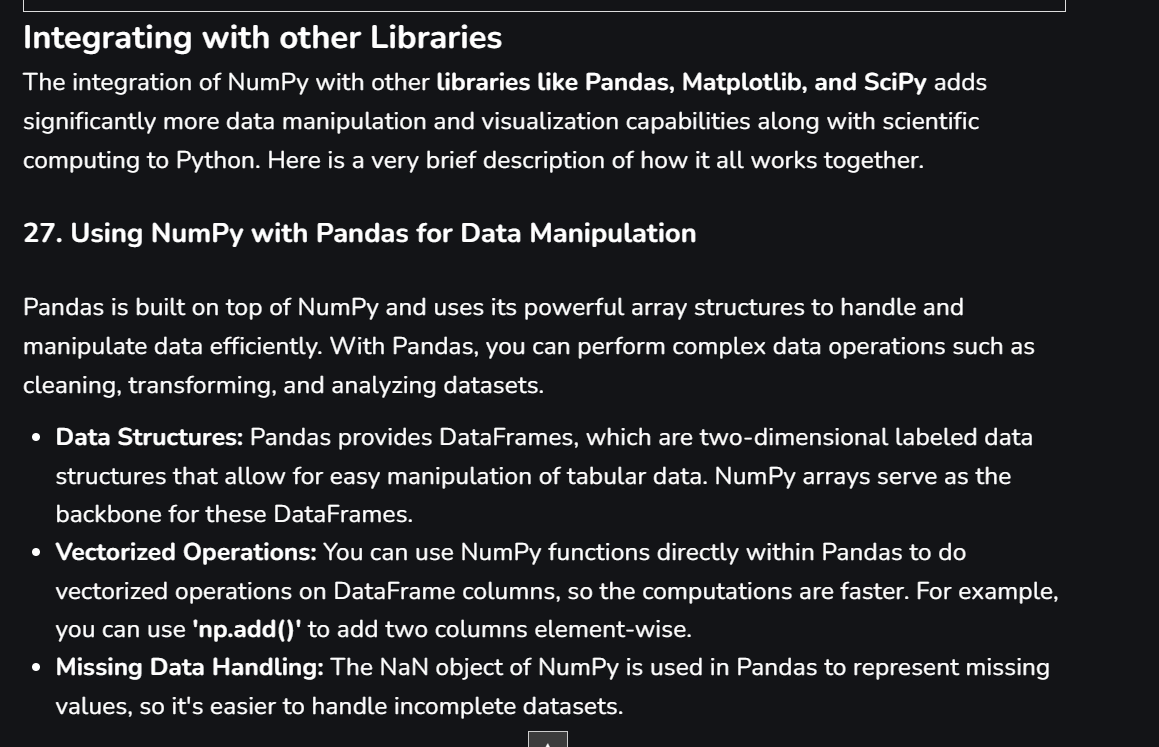 Integrating with other Libraries
The integration of NumPy with other libraries like Pandas, Matplotlib, and SciPy adds
significantly more data manipulation and visualization capabilities along with scientific
computing to Python. Here is a very brief description of how it all works together.
27. Using NumPy with Pandas for Data Manipulation
Pandas is built on top of NumPy and uses its powerful array structures to handle and
manipulate data efficiently. With Pandas, you can perform complex data operations such as
cleaning, transforming, and analyzing datasets.
• Data Structures: Pandas provides DataFrames, which are two-dimensional labeled data
structures that allow for easy manipulation of tabular data. NumPy arrays serve as the
backbone for these DataFrames.
• Vectorized Operations: You can use NumPy functions directly within Pandas to do
vectorized operations on DataFrame columns, so the computations are faster. For example,
you can use 'np.add()' to add two columns element-wise.
• Missing Data Handling: The NaN object of NumPy is used in Pandas to represent missing
values, so it's easier to handle incomplete datasets.